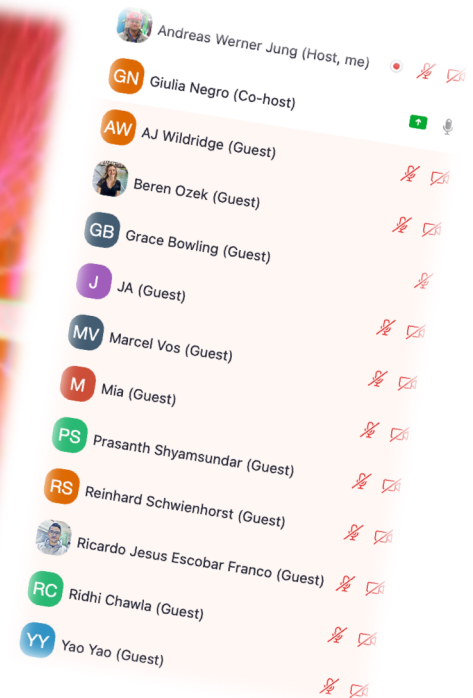 Andreas Werner Jung (Host, me)
GN Giulia Negro (Co-host)
AW AJ Wildridge (Guest)
Beren Ozek (Guest)
GB Grace Bowling (Guest)
J JA (Guest)
MV Marcel Vos (Guest)
M Mia (Guest)
PS Prasanth Shyamsundar (Guest)
RS Reinhard Schwienhorst (Guest)
Ricardo Jesus Escobar Franco (Guest)
RC Ridhi Chawla (Guest)
YY Yao Yao (Guest)